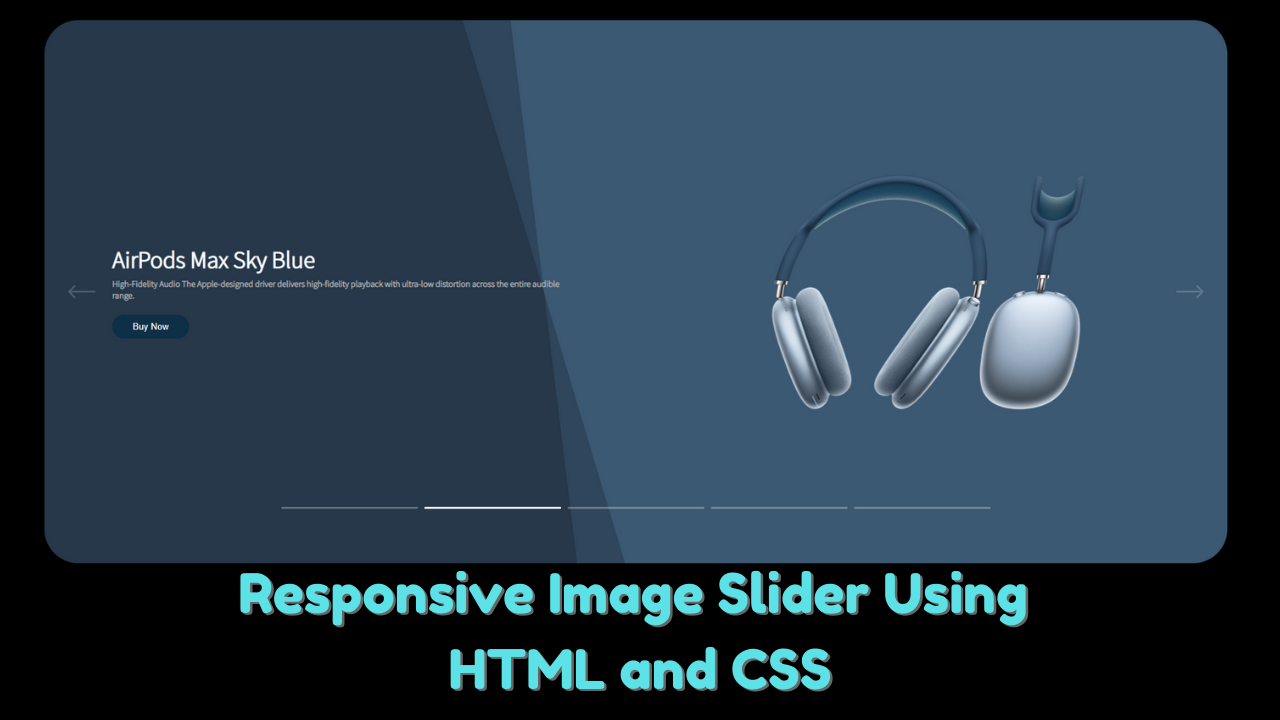 AirPods Max Sky Blue
High-Fidelity Audio The Apple-designed driver delivers high-fidelity playback with ultra-low distortion across the entire audible
range.
Buy Now
Responsive Image Slider Using
HTML and CSS